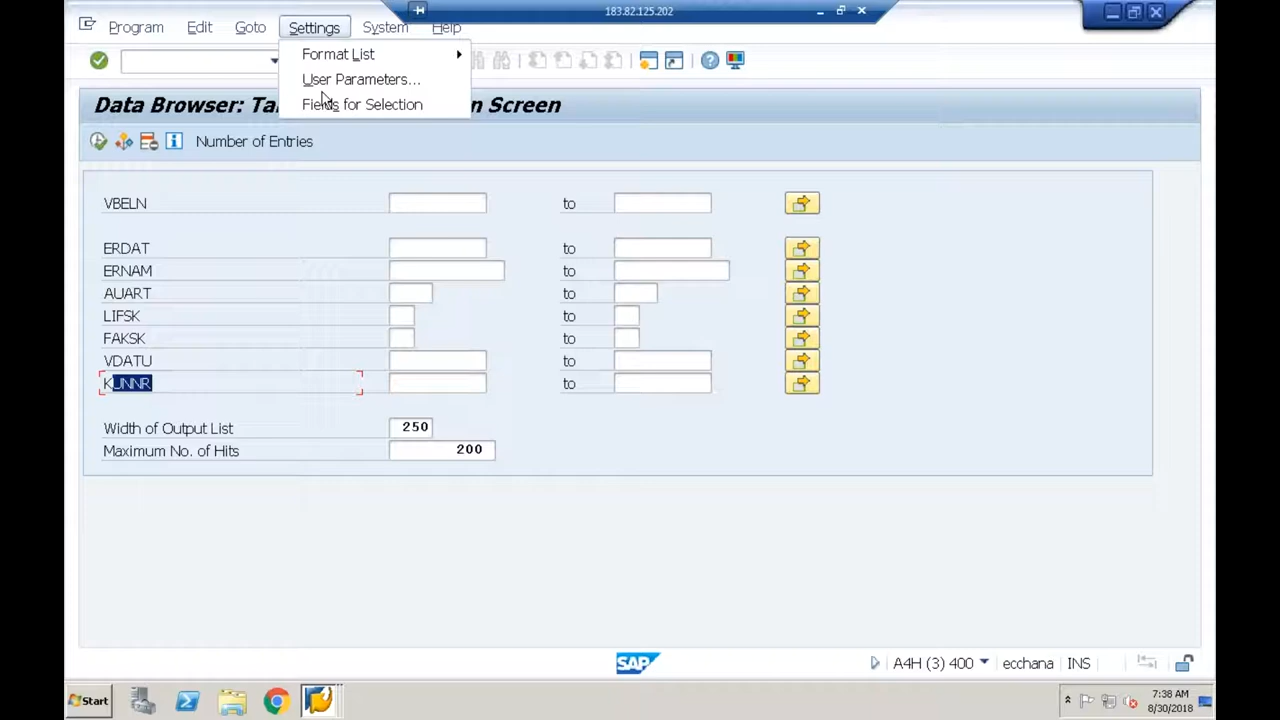 183.82.125.202
Program Edit Goto Settings System Help
Format List
User Parameters...
Fields for Selection
Data Browser: Ta n Screen
Number of Entries
VBELN to
ERDAT to
ERNAM to
AUART to
LIFSK to
FAKSK to
VDATU to
KUNNR to
Width of Output List 250
Maximum No. of Hits 200
SAP A4H (3) 400 ecchana INS
Start 7:38 AM
8/30/2018